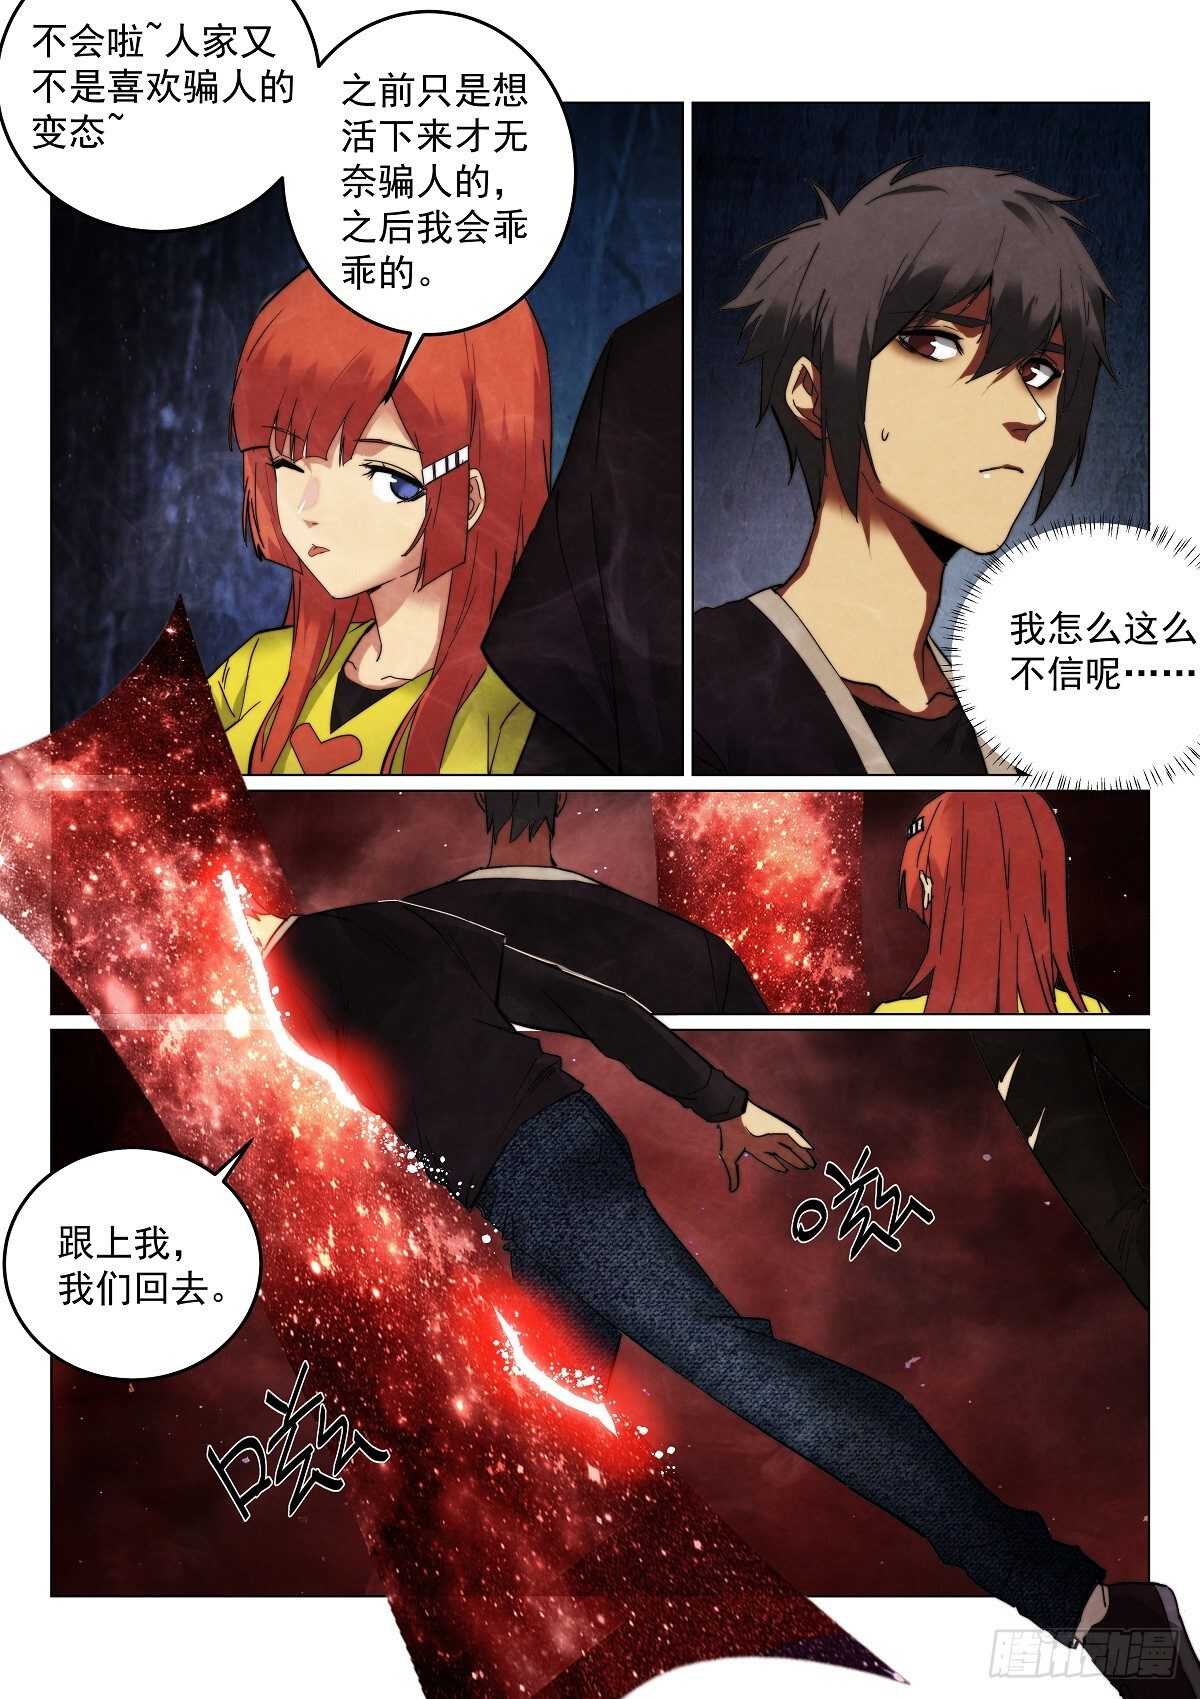 不会啦~人家又
不是喜欢骗人的
变态~
之前只是想
活下来才无
奈骗人的，
之后我会乖
乖的。
我怎么这么
不信呢……
跟上我，
我们回去。
嗞
嗞
腾讯动漫